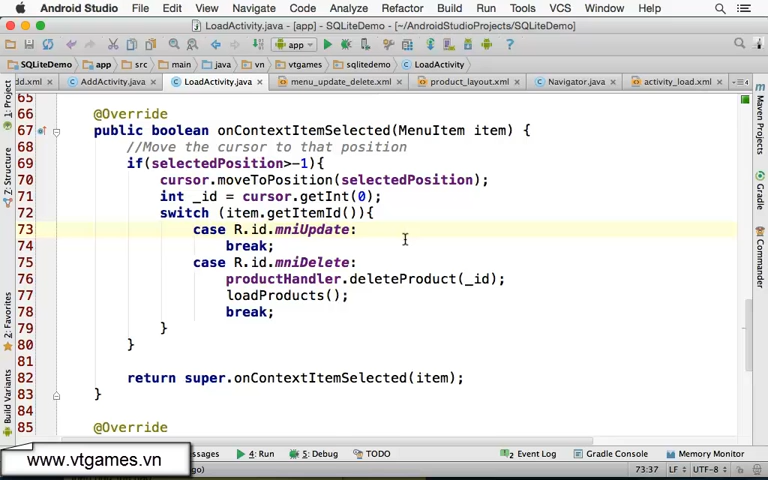 Android Studio File Edit View Navigate Code Analyze Refactor Build Run Tools VCS Window Help
LoadActivity.java - [app] - SQLiteDemo - [~/AndroidStudioProjects/SQLiteDemo]
app
SQLiteDemo app src main java vn vtgames sqlitedemo LoadActivity
dd.xml AddActivity.java LoadActivity.java menu_update_delete.xml product_layout.xml Navigator.java activity_load.xml
65
66 @Override
67 public boolean onContextItemSelected(MenuItem item) {
68 //Move the cursor to that position
69 if(selectedPosition>-1){
70 cursor.moveToPosition(selectedPosition);
71 int _id = cursor.getInt(0);
72 switch (item.getItemId()){
73 case R.id.mniUpdate:
74 break;
75 case R.id.mniDelete:
76 productHandler.deleteProduct(_id);
77 loadProducts();
78 break;
79 }
80 }
81
82 return super.onContextItemSelected(item);
83 }
84
85 @Override
1: Project
7: Structure
2: Favorites
Build Variants
Maven Projects
Gradle
Commander
ssages 4: Run 5: Debug TODO Event Log Gradle Console Memory Monitor
go) 73:37 LF UTF-8
www.vtgames.vn